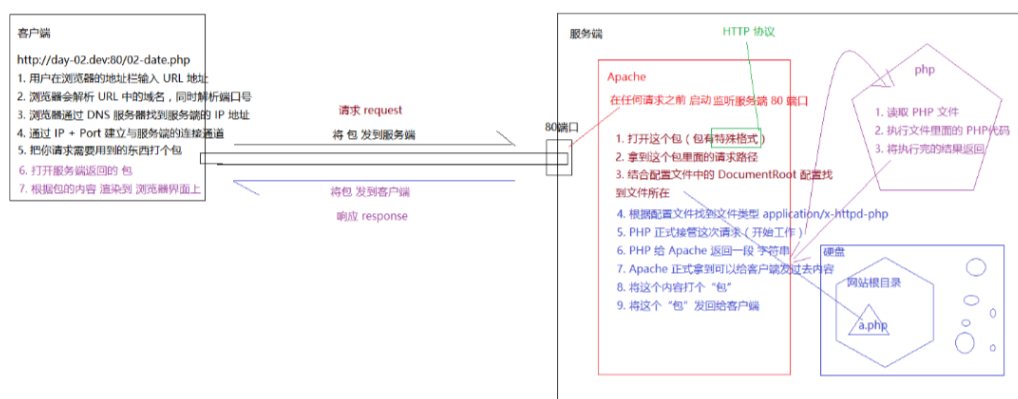 客户端
http://day-02.dev:80/02-date.php
1. 用户在浏览器的地址栏输入 URL 地址
2. 浏览器会解析 URL 中的域名，同时解析端口号
3. 浏览器通过 DNS 服务器找到服务端的 IP 地址
4. 通过 IP + Port 建立与服务端的连接通道
5. 把你请求需要用到的东西打个包
6. 打开服务端返回的 包
7. 根据包的内容 渲染到 浏览器界面上
请求 request
将 包 发到服务端
将包 发到客户端
响应 response
80端口
服务端
HTTP 协议
Apache
在任何请求之前 启动 监听服务端 80 端口
1. 打开这个包（包有特殊格式）
2. 拿到这个包里面的请求路径
3. 结合配置文件中的 DocumentRoot 配置找
到文件所在
4. 根据配置文件找到文件类型 application/x-httpd-php
5. PHP 正式接管这次请求（开始工作）
6. PHP 给 Apache 返回一段 字符串
7. Apache 正式拿到可以给客户端发过去内容
8. 将这个内容打个“包”
9. 将这个“包”发回给客户端
php
1. 读取 PHP 文件
2. 执行文件里面的 PHP代码
3. 将执行完的结果返回
硬盘
网站根目录
a.php